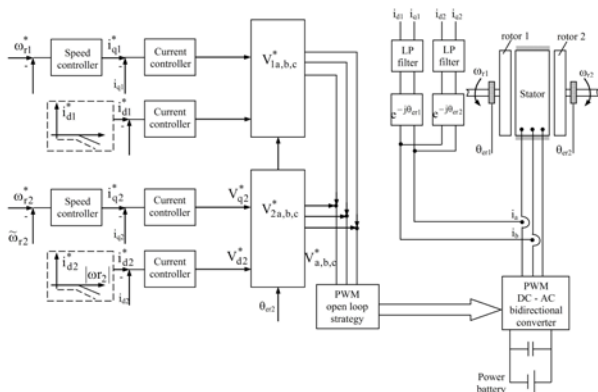 ω*r1
Speed controller
i*q1
iq1
Current controller
V*1a,b,c
i*d1
i*d1
Current controller
ω*r2
ω̃r2
Speed controller
i*q2
iq2
Current controller
V*q2
V*2a,b,c
i*d2
|ωr2|
i*d2
id2
Current controller
V*d2
V*a,b,c
θer2
PWM open loop strategy
id1 iq1 id2 iq2
LP filter
LP filter
e-jθer1
e-jθer2
rotor 1
rotor 2
ωr1
ωr2
Stator
θer1
θer2
ia
ib
PWM DC - AC bidirectional converter
Power battery